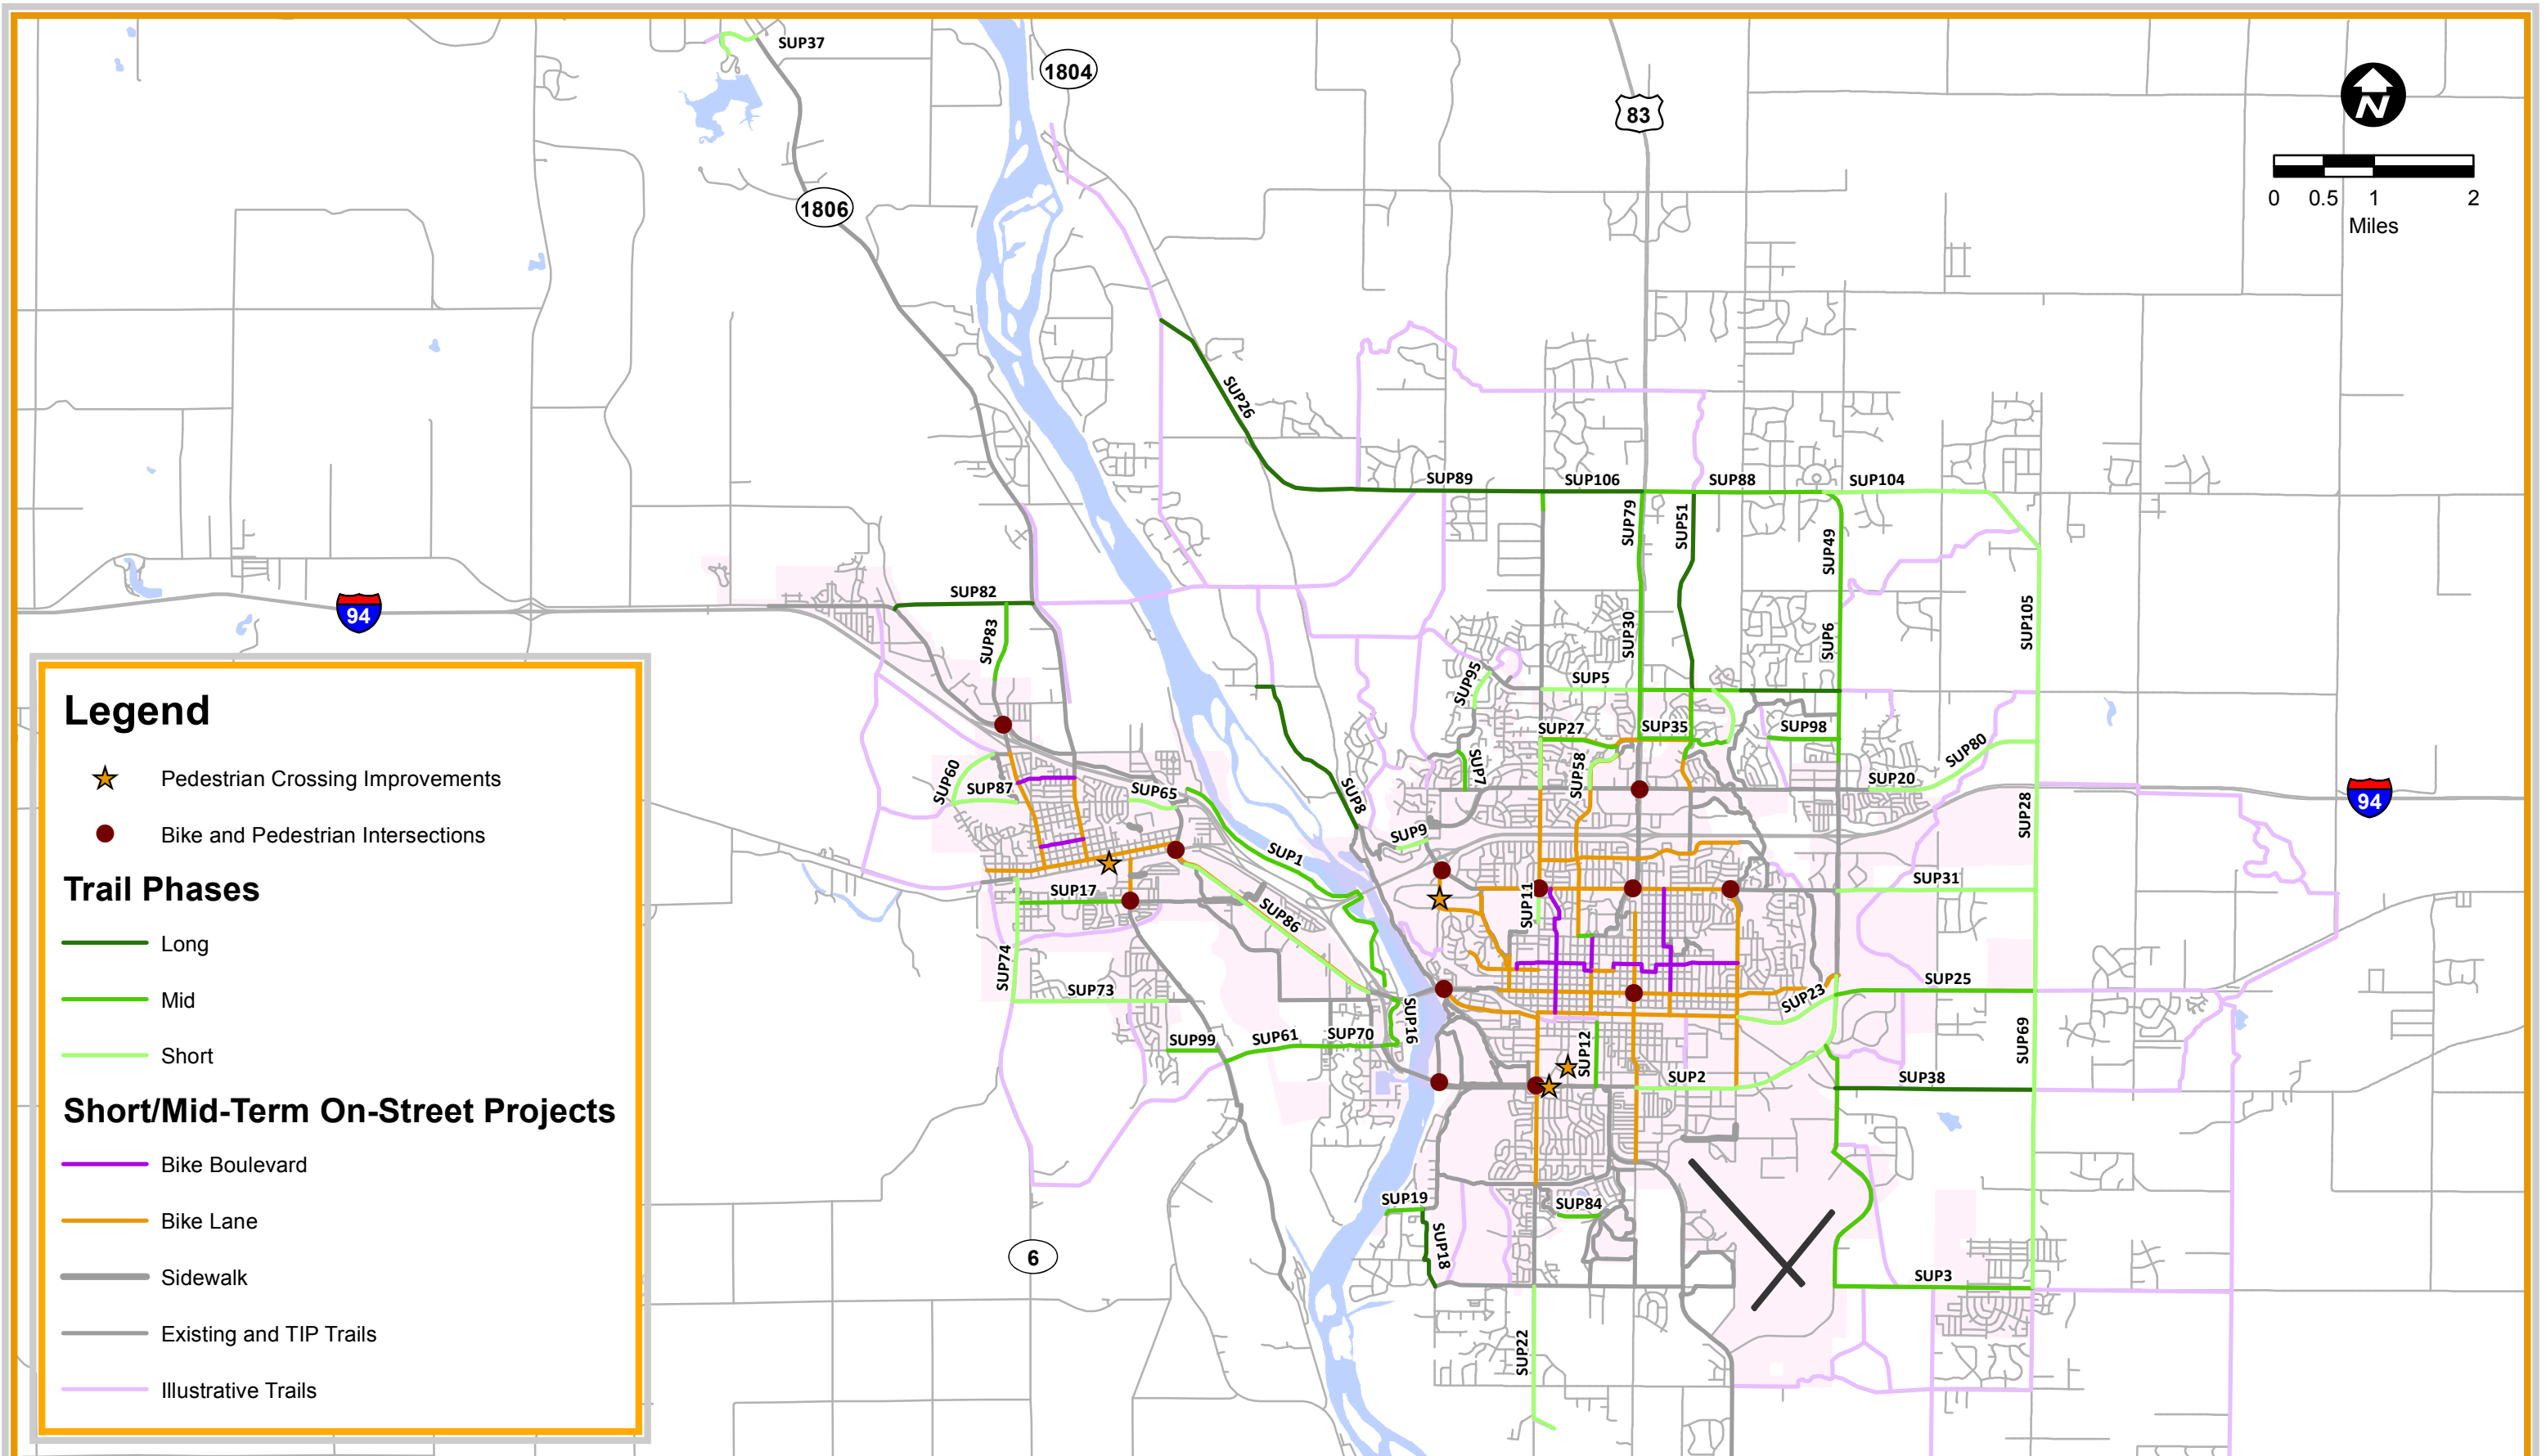 SUP37
1804
83
N
0 0.5 1 2
Miles
1806
SUP26
SUP89
SUP106
SUP88
SUP104
SUP79
SUP51
SUP49
SUP82
94
SUP83
SUP30
SUP6
SUP105
SUP95
SUP5
SUP27
SUP35
SUP98
SUP60
SUP87
SUP65
SUP8
SUP7
SUP58
SUP20
SUP80
94
SUP28
SUP1
SUP9
SUP17
SUP86
SUP11
SUP31
SUP74
SUP73
SUP25
SUP23
SUP16
SUP99
SUP61
SUP70
SUP12
SUP2
SUP69
SUP38
SUP19
SUP84
SUP18
6
SUP3
SUP22
Legend
Pedestrian Crossing Improvements
Bike and Pedestrian Intersections
Trail Phases
Long
Mid
Short
Short/Mid-Term On-Street Projects
Bike Boulevard
Bike Lane
Sidewalk
Existing and TIP Trails
Illustrative Trails